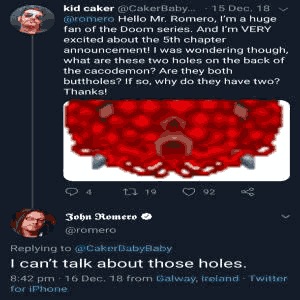 kid caker @CakerBaby... · 15 Dec. 18
@romero Hello Mr. Romero, I'm a huge
fan of the Doom series. And I'm VERY
excited about the 5th chapter
announcement! I was wondering though,
what are these two holes on the back of
the cacodemon? Are they both
buttholes? If so, why do they have two?
Thanks!
4 19 92
John Romero
@romero
Replying to @CakerBabyBaby
I can't talk about those holes.
8:42 pm · 16 Dec. 18 from Galway, Ireland · Twitter
for iPhone